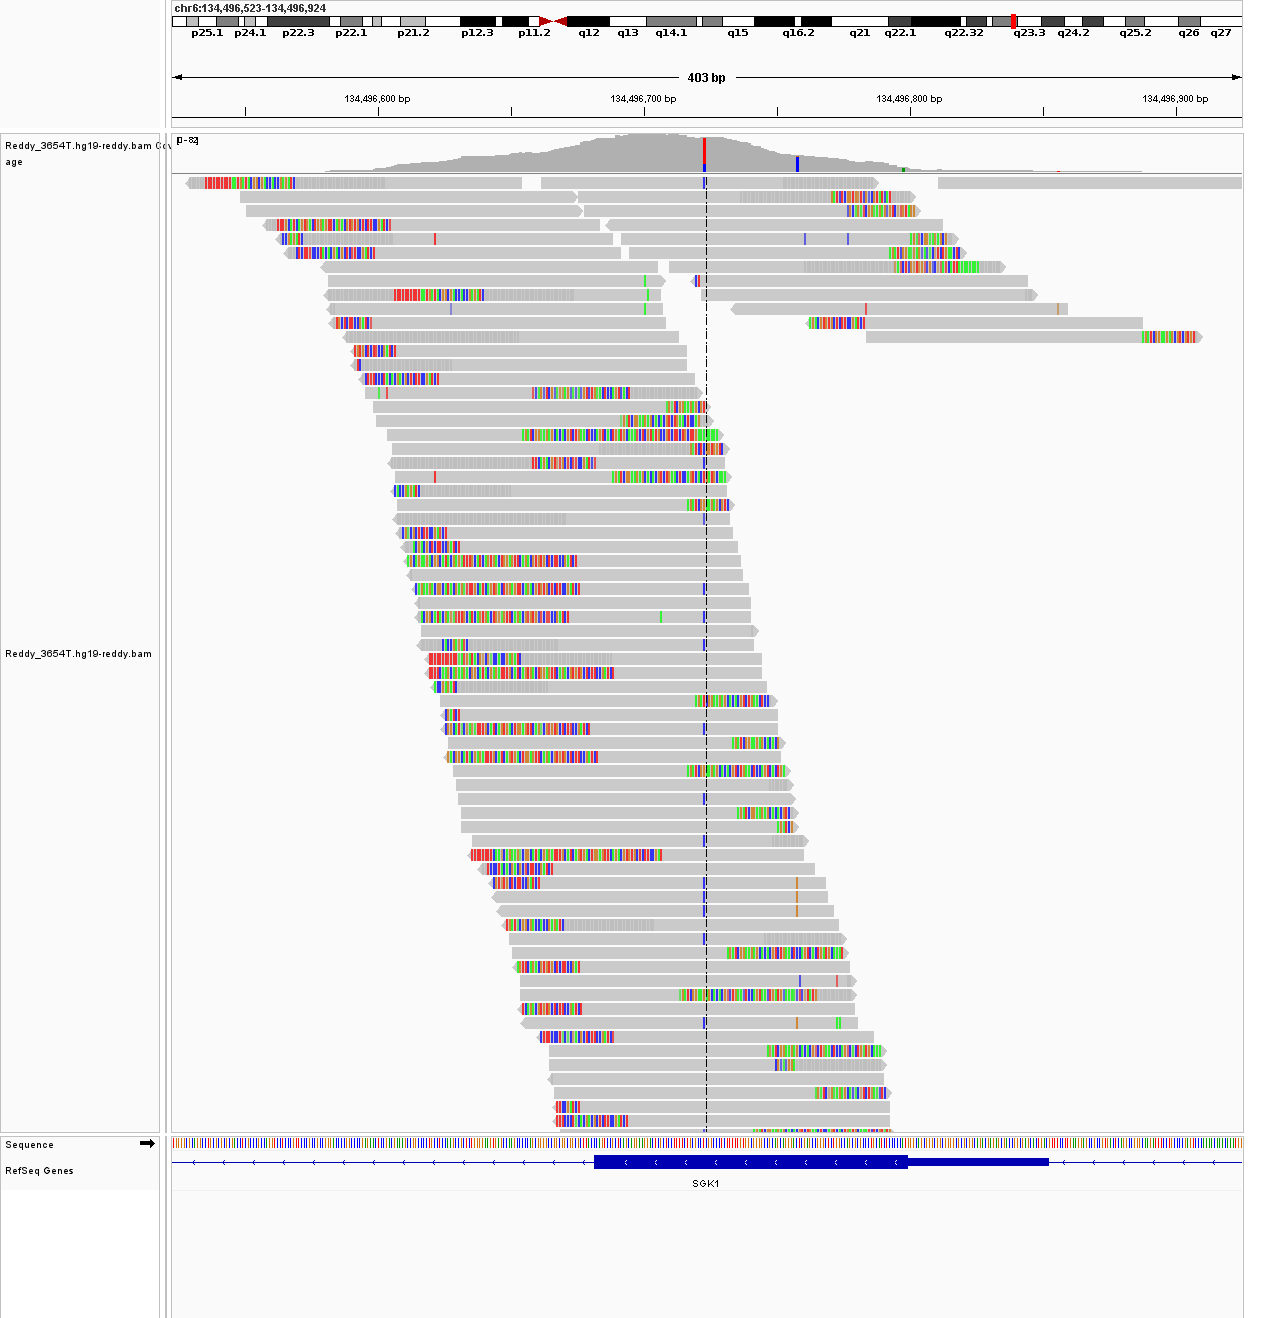 chr6:134,496,523-134,496,924
p25.1 p24.1 p22.3 p22.1 p21.2 p12.3 p11.2 q12 q13 q14.1 q15 q16.2 q21 q22.1 q22.32 q23.3 q24.2 q25.2 q26 q27
403 bp
134,496,600 bp 134,496,700 bp 134,496,800 bp 134,496,900 bp
[0 - 82]
Reddy_3654T.hg19-reddy.bam Cov
age
Reddy_3654T.hg19-reddy.bam
Sequence
RefSeq Genes
SGK1